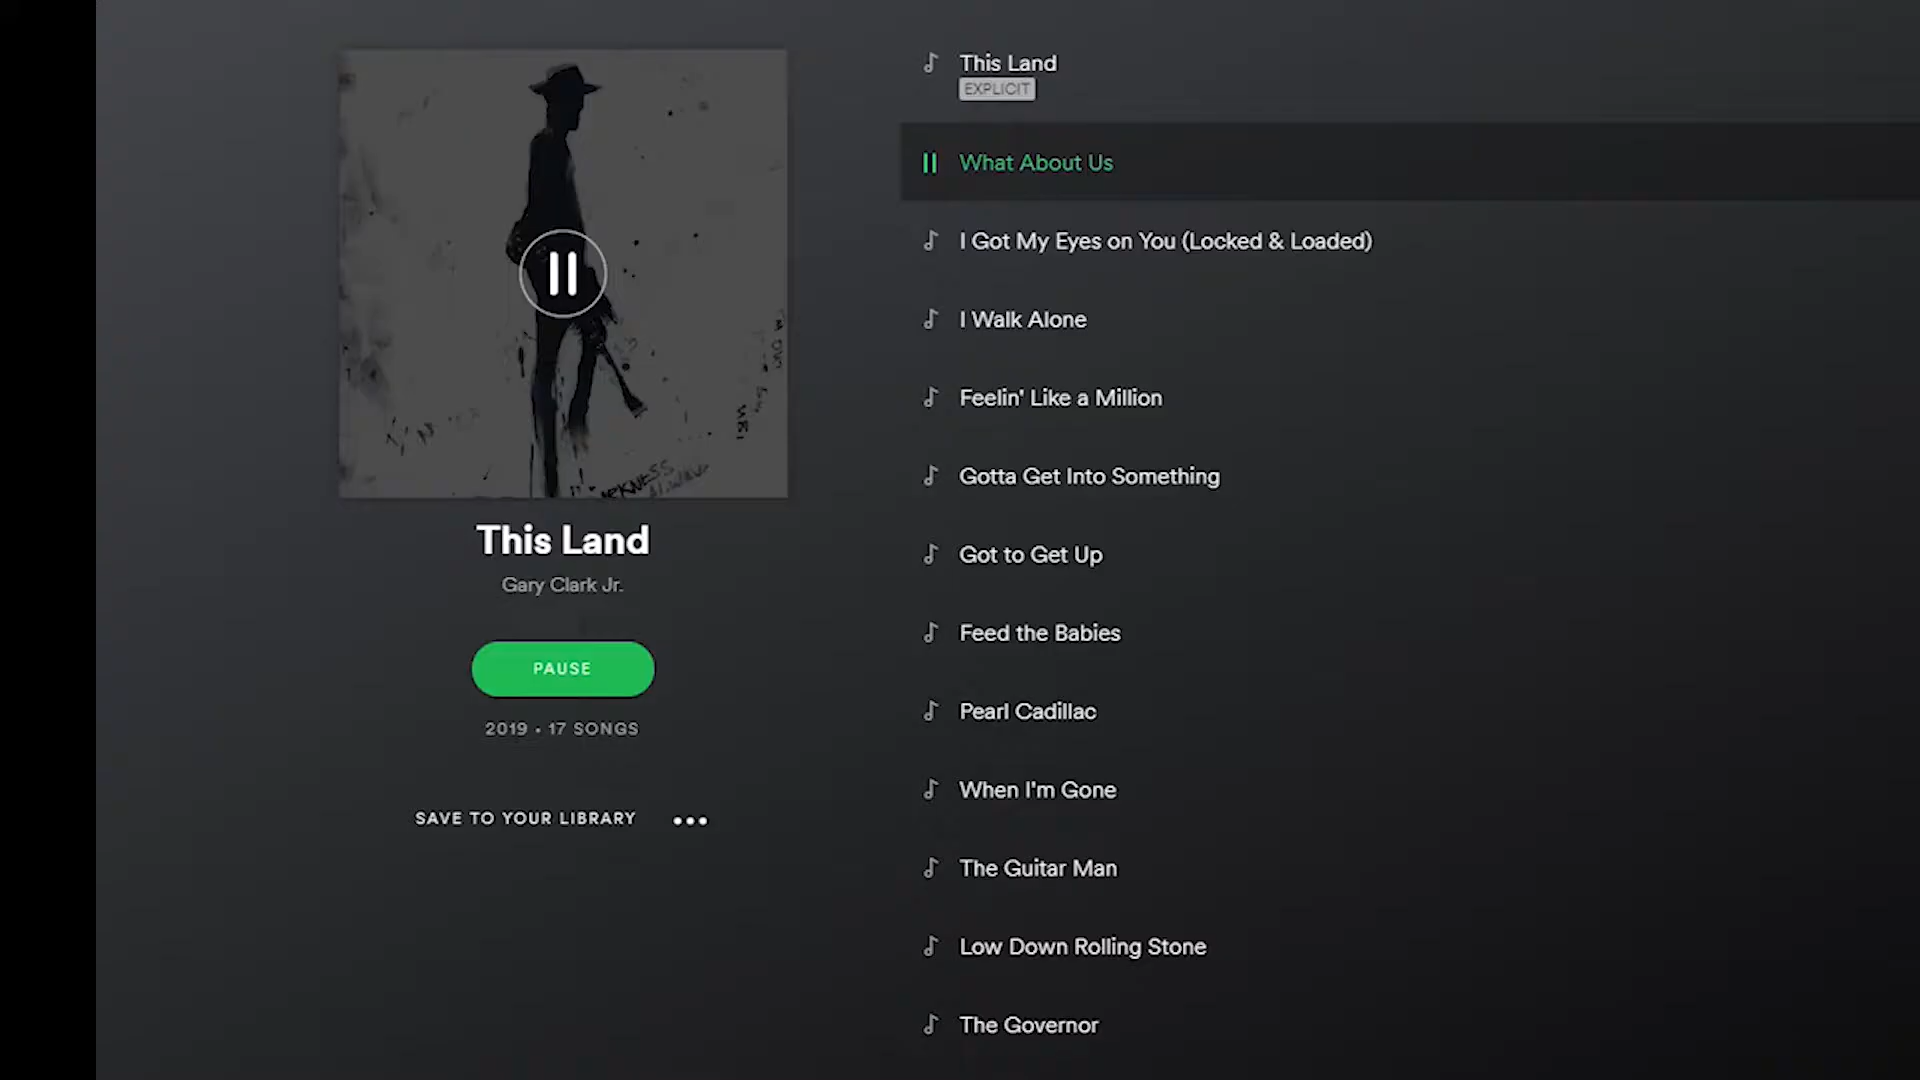 This Land
EXPLICIT
What About Us
I Got My Eyes on You (Locked & Loaded)
I Walk Alone
Feelin' Like a Million
Gotta Get Into Something
Got to Get Up
Feed the Babies
Pearl Cadillac
When I'm Gone
The Guitar Man
Low Down Rolling Stone
The Governor
This Land
Gary Clark Jr.
PAUSE
2019 • 17 SONGS
SAVE TO YOUR LIBRARY